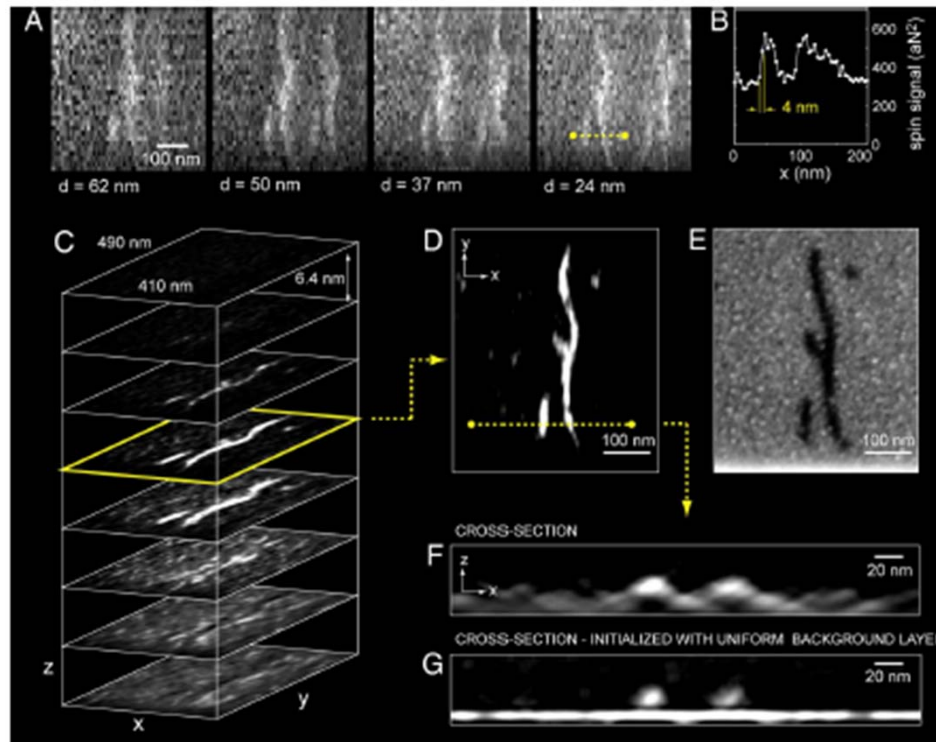 A
100 nm
d = 62 nm
d = 50 nm
d = 37 nm
d = 24 nm
B
4 nm
600
400
200
0
spin signal (aN²)
0
100
200
x (nm)
C
490 nm
410 nm
6.4 nm
z
x
y
D
y
x
100 nm
E
100 nm
CROSS-SECTION
F
z
x
20 nm
CROSS-SECTION - INITIALIZED WITH UNIFORM BACKGROUND LAYE
G
20 nm